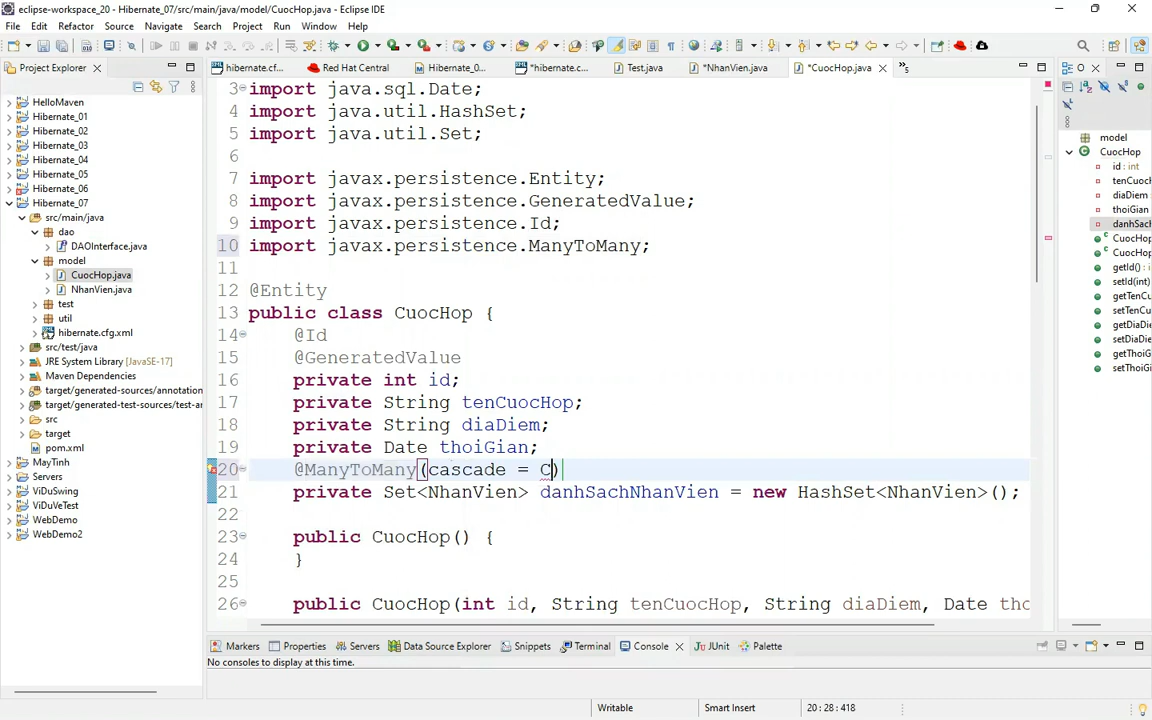 eclipse-workspace_20 - Hibernate_07/src/main/java/model/CuocHop.java - Eclipse IDE
File Edit Refactor Source Navigate Search Project Run Window Help
Project Explorer
hibernate.cf... Red Hat Central Hibernate_0... *hibernate.c... Test.java *NhanVien.java *CuocHop.java »5 O
HelloMaven
Hibernate_01
Hibernate_02
Hibernate_03
Hibernate_04
Hibernate_05
Hibernate_06
Hibernate_07
src/main/java
dao
DAOInterface.java
model
CuocHop.java
NhanVien.java
test
util
hibernate.cfg.xml
src/test/java
JRE System Library [JavaSE-17]
Maven Dependencies
target/generated-sources/annotation
target/generated-test-sources/test-ar
src
target
pom.xml
MayTinh
Servers
ViDuSwing
ViDuVeTest
WebDemo
WebDemo2
3 import java.sql.Date;
4 import java.util.HashSet;
5 import java.util.Set;
6
7 import javax.persistence.Entity;
8 import javax.persistence.GeneratedValue;
9 import javax.persistence.Id;
10 import javax.persistence.ManyToMany;
11
12 @Entity
13 public class CuocHop {
14 @Id
15 @GeneratedValue
16 private int id;
17 private String tenCuocHop;
18 private String diaDiem;
19 private Date thoiGian;
20 @ManyToMany(cascade = C)
21 private Set<NhanVien> danhSachNhanVien = new HashSet<NhanVien>();
22
23 public CuocHop() {
24 }
25
26 public CuocHop(int id, String tenCuocHop, String diaDiem, Date tho
model
CuocHop
id : int
tenCuocH
diaDiem
thoiGian
danhSach
CuocHop
CuocHop
getId() : i
setId(int)
getTenCu
setTenCu
getDiaDi
setDiaDi
getThoiG
setThoiG
Markers Properties Servers Data Source Explorer Snippets Terminal Console JUnit Palette
No consoles to display at this time.
Writable Smart Insert 20 : 28 : 418